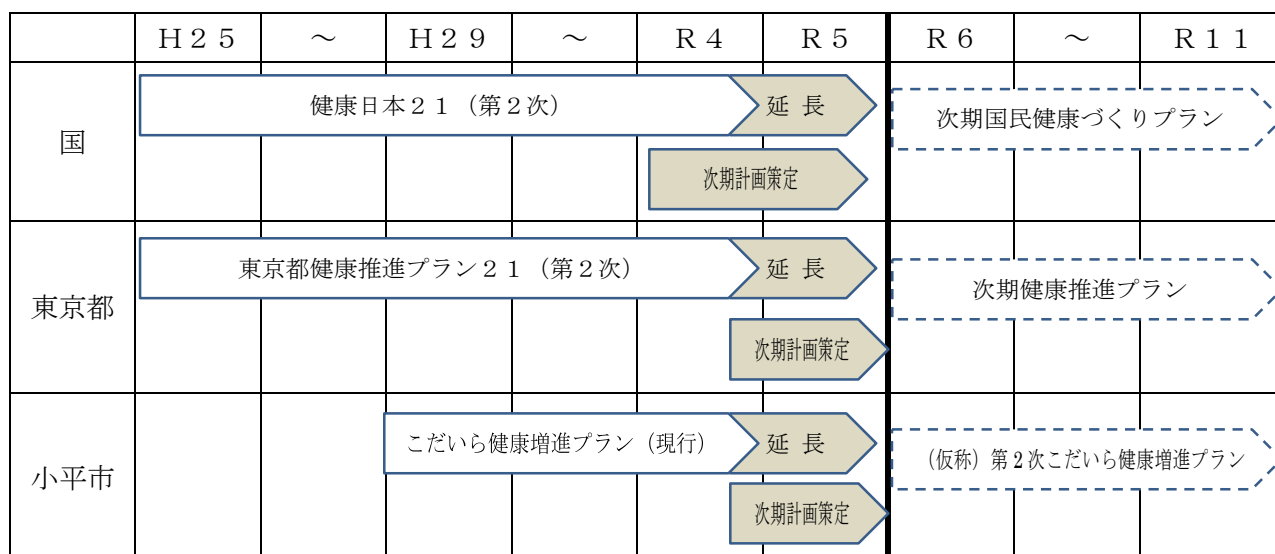 H25 ～ H29 ～ R4 R5 R6 ～ R11
国
健康日本21（第2次） 延長 次期国民健康づくりプラン
次期計画策定
東京都
東京都健康推進プラン21（第2次） 延長 次期健康推進プラン
次期計画策定
小平市
こだいら健康増進プラン（現行） 延長 （仮称）第2次こだいら健康増進プラン
次期計画策定